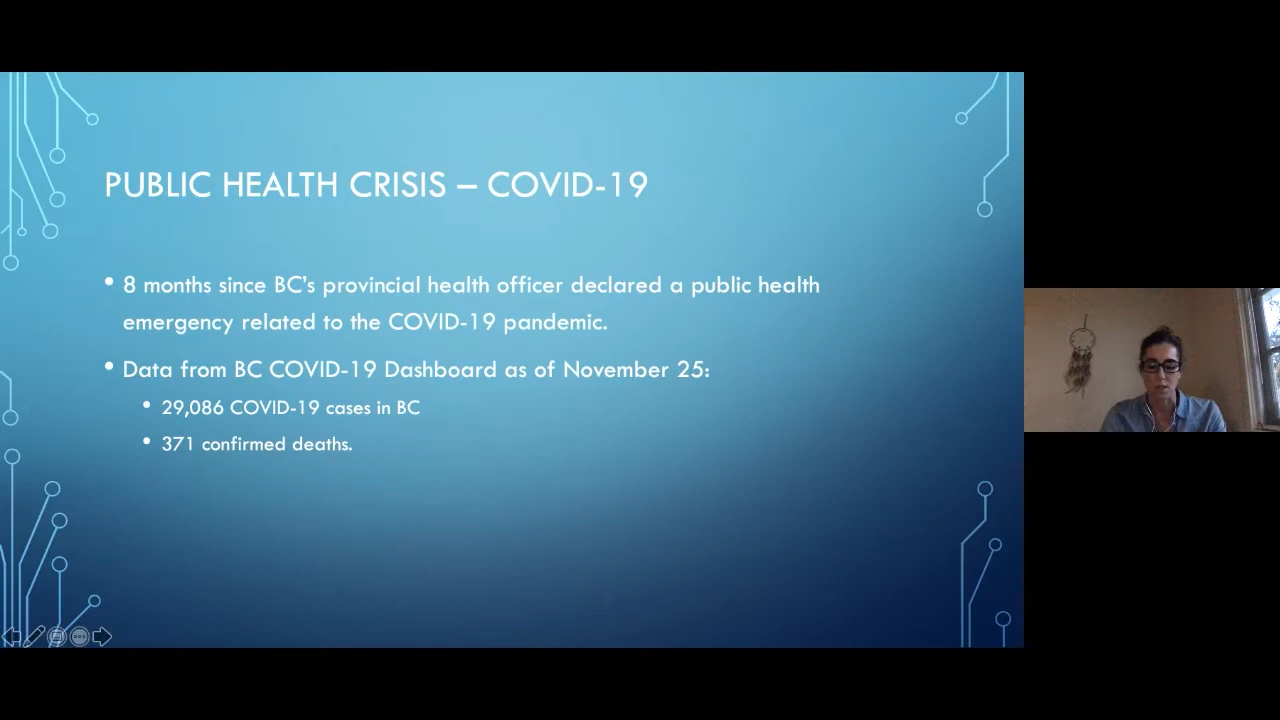 PUBLIC HEALTH CRISIS – COVID-19
• 8 months since BC's provincial health officer declared a public health
emergency related to the COVID-19 pandemic.
• Data from BC COVID-19 Dashboard as of November 25:
• 29,086 COVID-19 cases in BC
• 371 confirmed deaths.